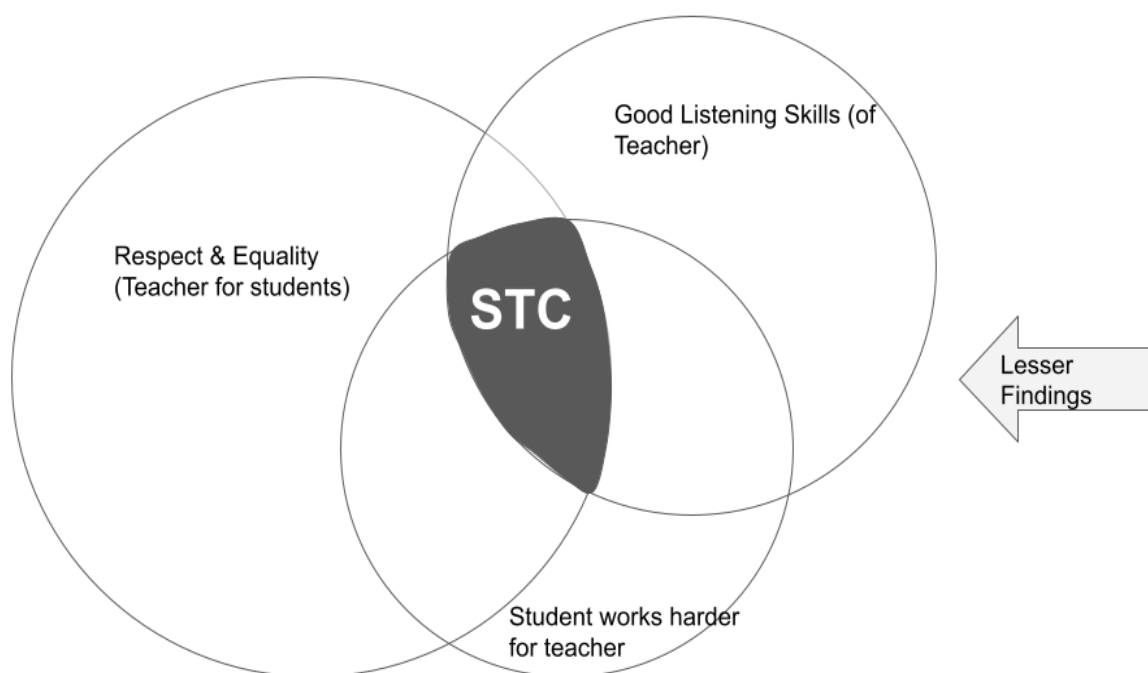 Good Listening Skills (of
Teacher)
Respect & Equality
(Teacher for students)
STC
Lesser
Findings
Student works harder
for teacher